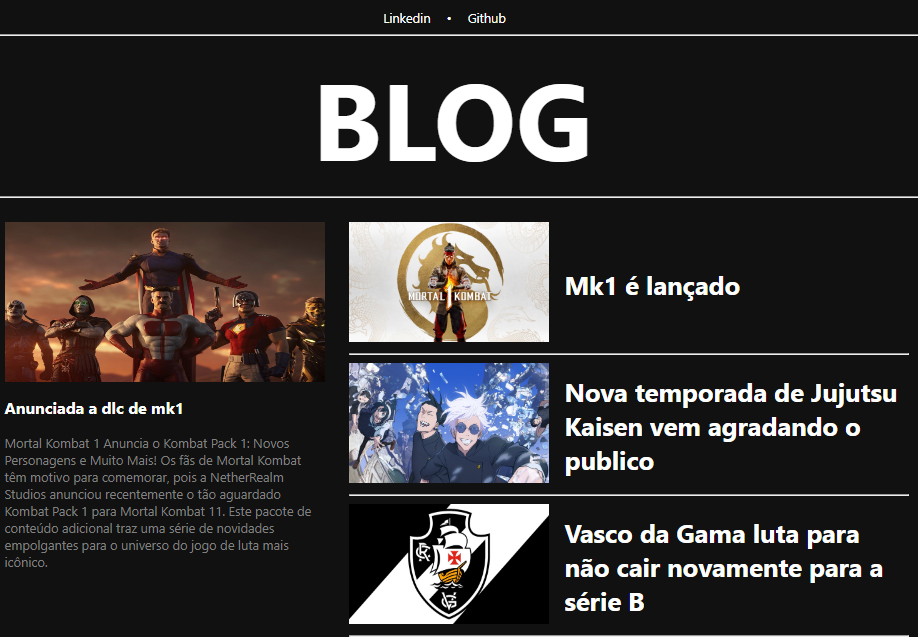 Linkedin • Github
BLOG
Anunciada a dlc de mk1
Mortal Kombat 1 Anuncia o Kombat Pack 1: Novos
Personagens e Muito Mais! Os fãs de Mortal Kombat
têm motivo para comemorar, pois a NetherRealm
Studios anunciou recentemente o tão aguardado
Kombat Pack 1 para Mortal Kombat 11. Este pacote de
conteúdo adicional traz uma série de novidades
empolgantes para o universo do jogo de luta mais
icônico.
MORTAL KOMBAT
Mk1 é lançado
Nova temporada de Jujutsu
Kaisen vem agradando o
publico
Vasco da Gama luta para
não cair novamente para a
série B